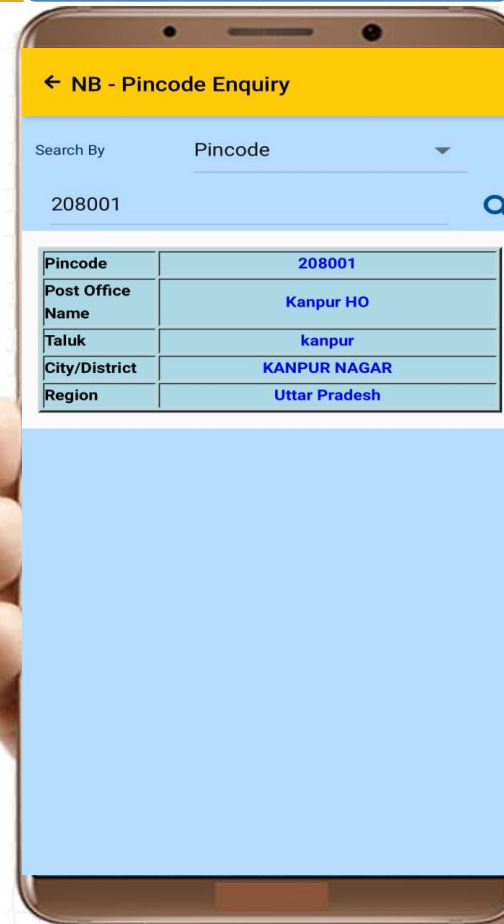 ← NB - Pincode Enquiry
Search By Pincode
208001
Pincode 208001
Post Office
Name Kanpur HO
Taluk kanpur
City/District KANPUR NAGAR
Region Uttar Pradesh